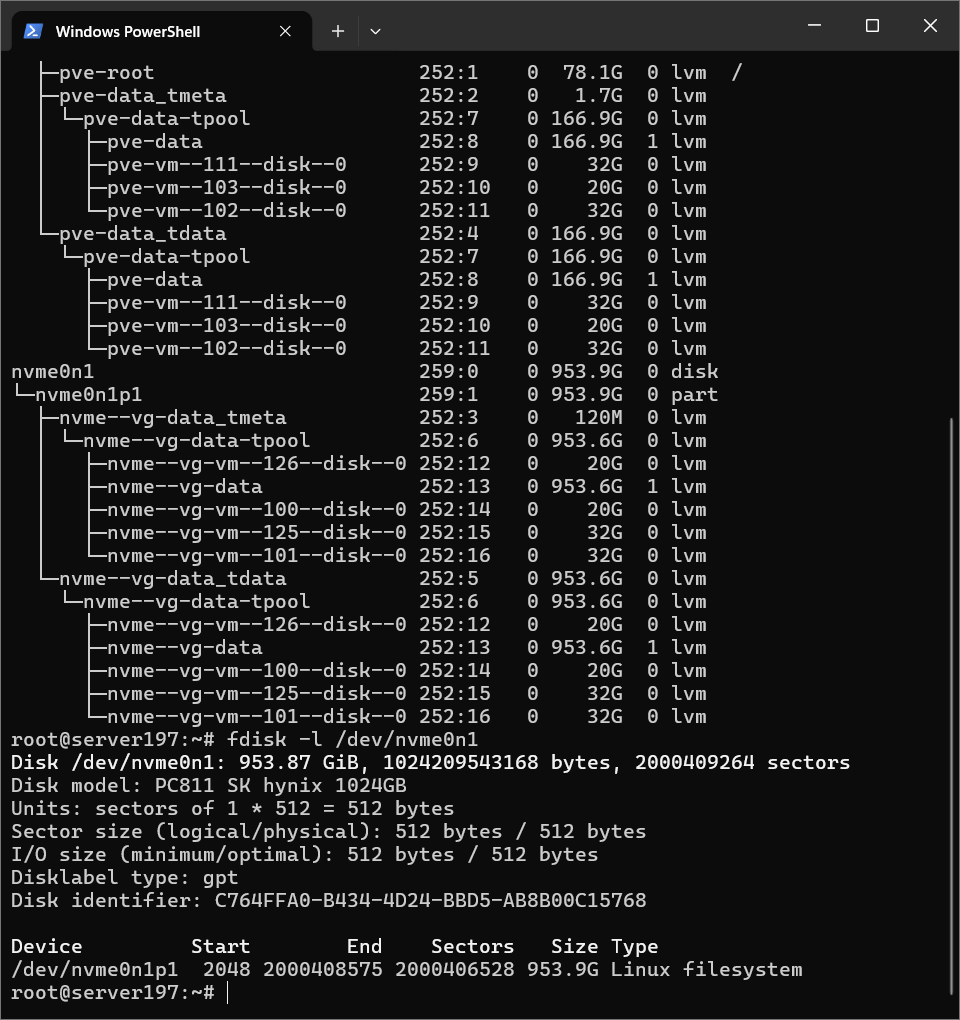 Windows PowerShell
├─pve-root 252:1 0 78.1G 0 lvm /
├─pve-data_tmeta 252:2 0 1.7G 0 lvm
│ └─pve-data-tpool 252:7 0 166.9G 0 lvm
│ ├─pve-data 252:8 0 166.9G 1 lvm
│ ├─pve-vm--111--disk--0 252:9 0 32G 0 lvm
│ ├─pve-vm--103--disk--0 252:10 0 20G 0 lvm
│ └─pve-vm--102--disk--0 252:11 0 32G 0 lvm
└─pve-data_tdata 252:4 0 166.9G 0 lvm
└─pve-data-tpool 252:7 0 166.9G 0 lvm
├─pve-data 252:8 0 166.9G 1 lvm
├─pve-vm--111--disk--0 252:9 0 32G 0 lvm
├─pve-vm--103--disk--0 252:10 0 20G 0 lvm
└─pve-vm--102--disk--0 252:11 0 32G 0 lvm
nvme0n1 259:0 0 953.9G 0 disk
└─nvme0n1p1 259:1 0 953.9G 0 part
├─nvme--vg-data_tmeta 252:3 0 120M 0 lvm
│ └─nvme--vg-data-tpool 252:6 0 953.6G 0 lvm
│ ├─nvme--vg-vm--126--disk--0 252:12 0 20G 0 lvm
│ ├─nvme--vg-data 252:13 0 953.6G 1 lvm
│ ├─nvme--vg-vm--100--disk--0 252:14 0 20G 0 lvm
│ ├─nvme--vg-vm--125--disk--0 252:15 0 32G 0 lvm
│ └─nvme--vg-vm--101--disk--0 252:16 0 32G 0 lvm
└─nvme--vg-data_tdata 252:5 0 953.6G 0 lvm
└─nvme--vg-data-tpool 252:6 0 953.6G 0 lvm
├─nvme--vg-vm--126--disk--0 252:12 0 20G 0 lvm
├─nvme--vg-data 252:13 0 953.6G 1 lvm
├─nvme--vg-vm--100--disk--0 252:14 0 20G 0 lvm
├─nvme--vg-vm--125--disk--0 252:15 0 32G 0 lvm
└─nvme--vg-vm--101--disk--0 252:16 0 32G 0 lvm
root@server197:~# fdisk -l /dev/nvme0n1
Disk /dev/nvme0n1: 953.87 GiB, 1024209543168 bytes, 2000409264 sectors
Disk model: PC811 SK hynix 1024GB
Units: sectors of 1 * 512 = 512 bytes
Sector size (logical/physical): 512 bytes / 512 bytes
I/O size (minimum/optimal): 512 bytes / 512 bytes
Disklabel type: gpt
Disk identifier: C764FFA0-B434-4D24-BBD5-AB8B00C15768
Device Start End Sectors Size Type
/dev/nvme0n1p1 2048 2000408575 2000406528 953.9G Linux filesystem
root@server197:~#